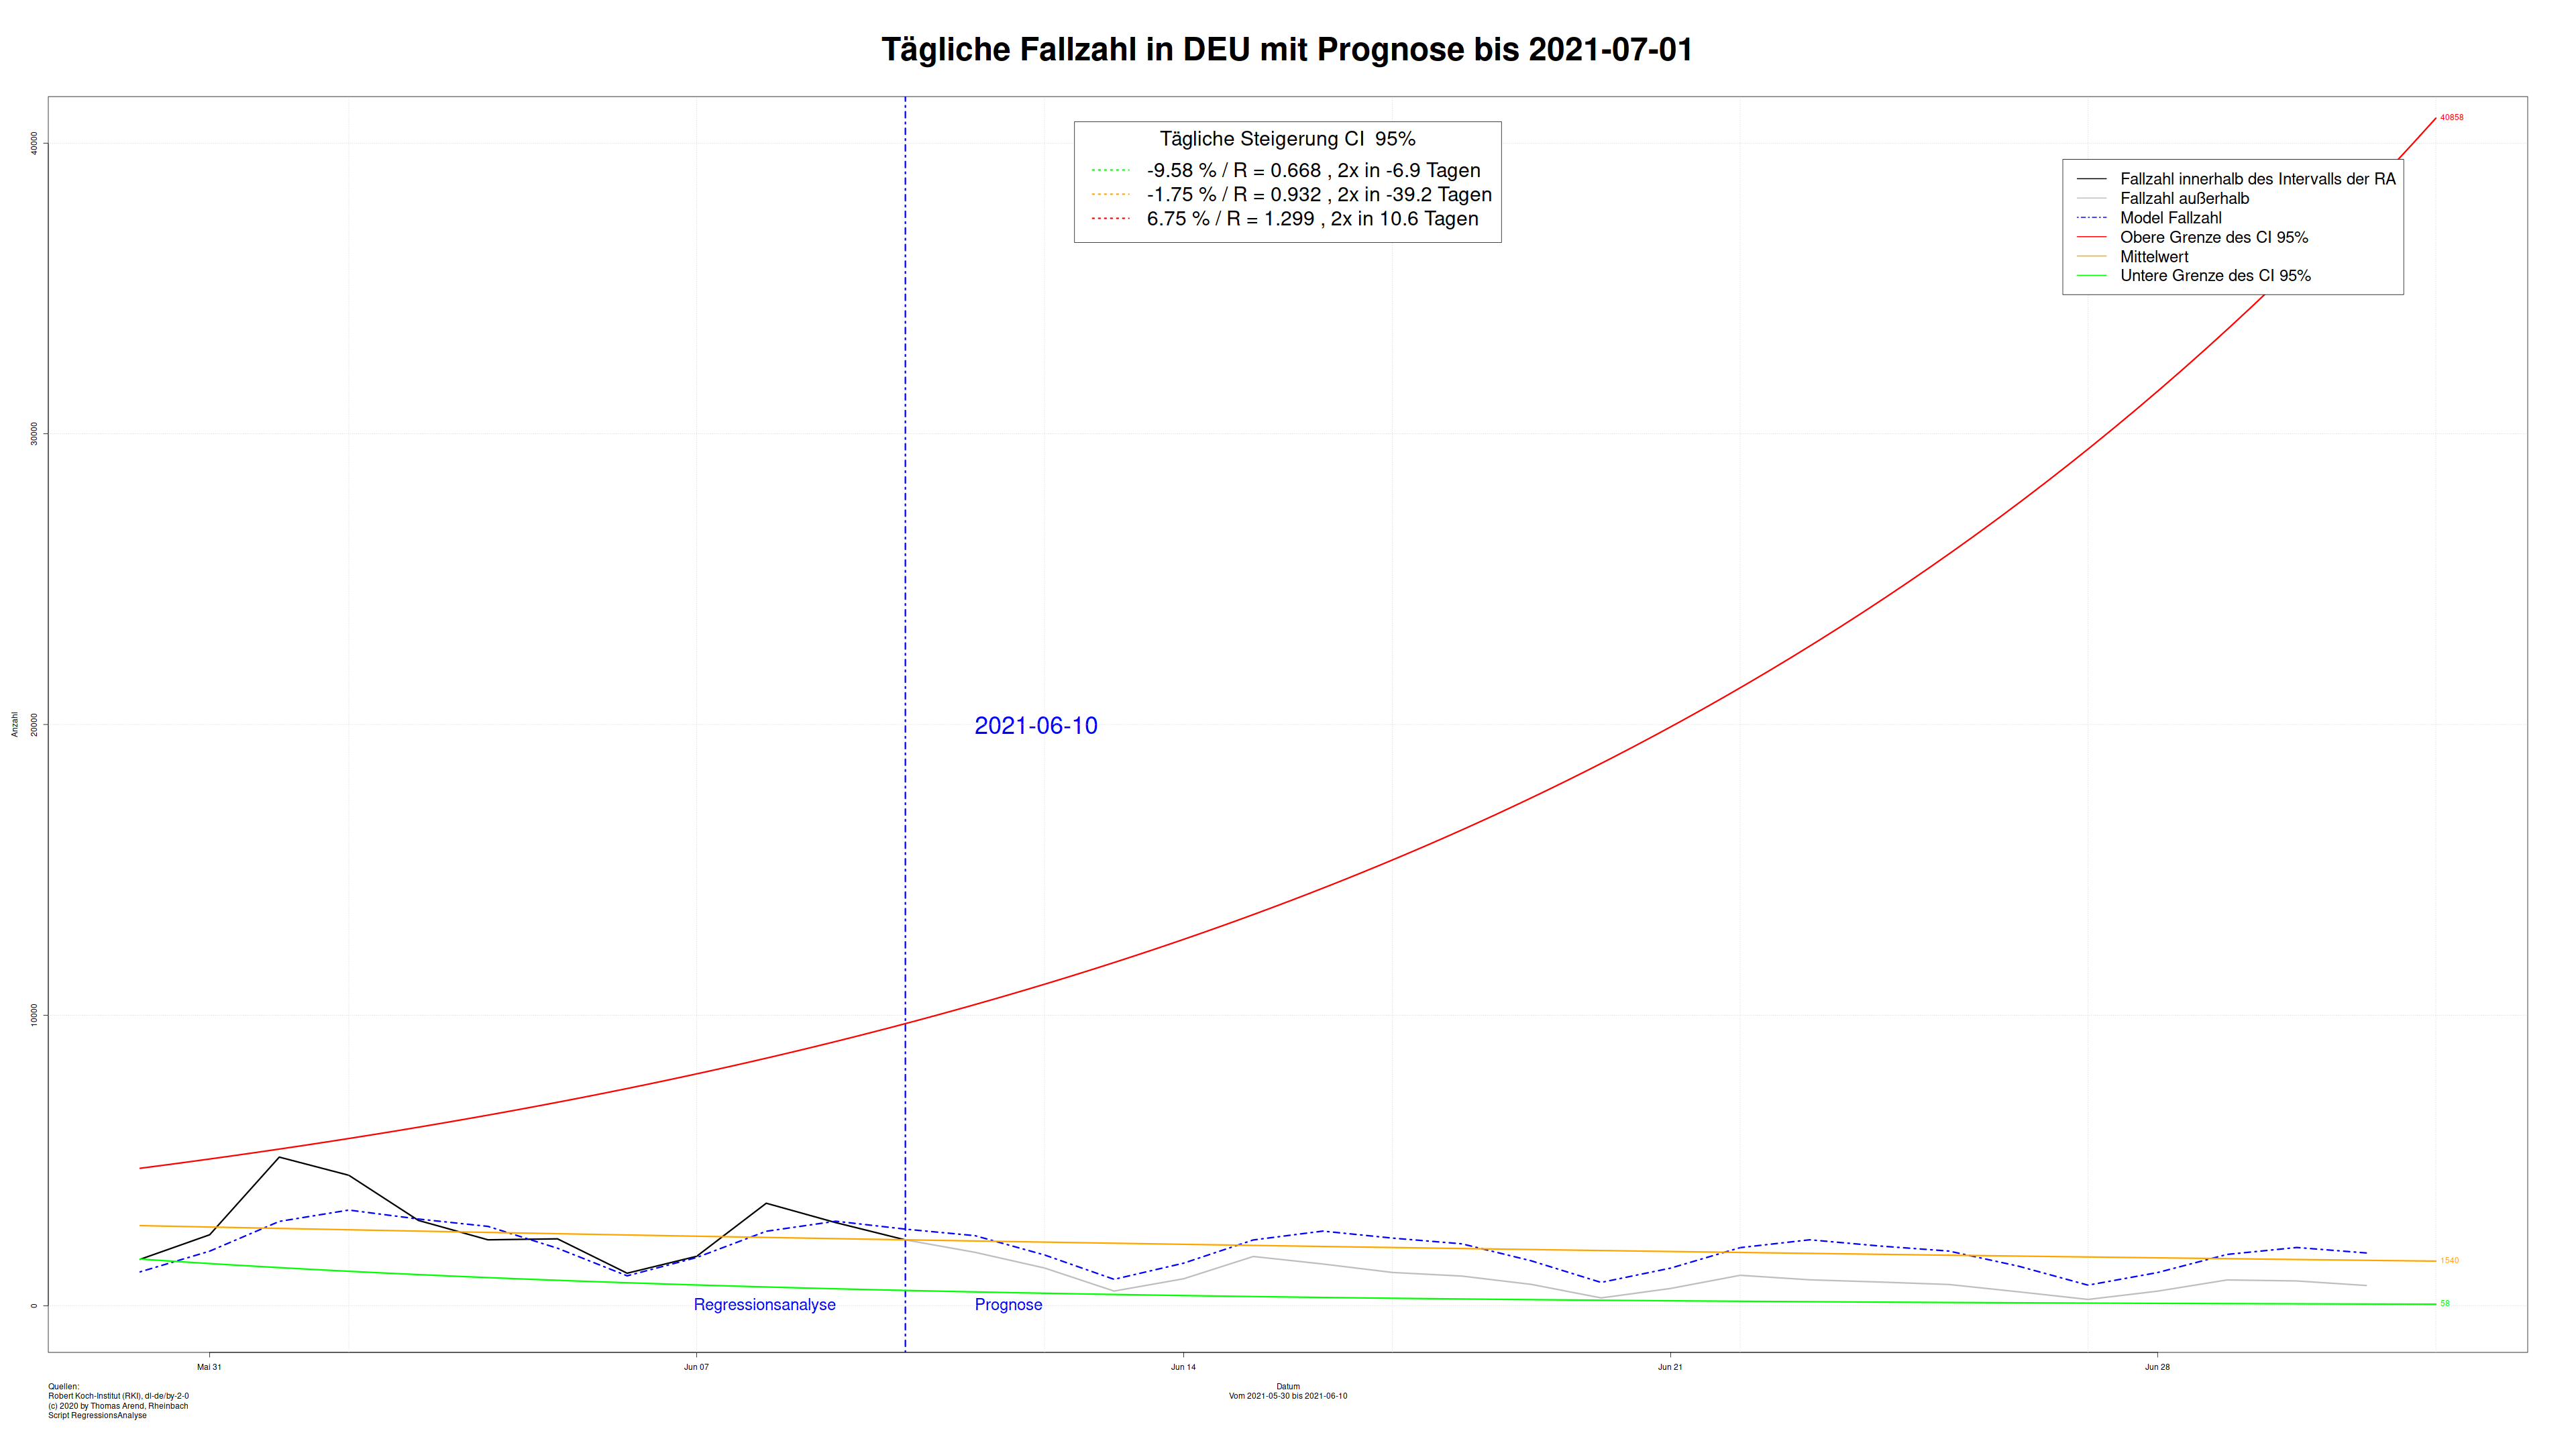 Tägliche Fallzahl in DEU mit Prognose bis 2021-07-01
40858
Tägliche Steigerung CI 95%
-9.58 % / R = 0.668 , 2x in -6.9 Tagen
-1.75 % / R = 0.932 , 2x in -39.2 Tagen
6.75 % / R = 1.299 , 2x in 10.6 Tagen
Fallzahl innerhalb des Intervalls der RA
Fallzahl außerhalb
Model Fallzahl
Obere Grenze des CI 95%
Mittelwert
Untere Grenze des CI 95%
40000
30000
20000
10000
0
Anzahl
2021-06-10
1540
58
Regressionsanalyse
Prognose
Mai 31
Jun 07
Jun 14
Jun 21
Jun 28
Datum
Vom 2021-05-30 bis 2021-06-10
Quellen:
Robert Koch-Institut (RKI), dl-de/by-2-0
(c) 2020 by Thomas Arend, Rheinbach
Script RegressionsAnalyse